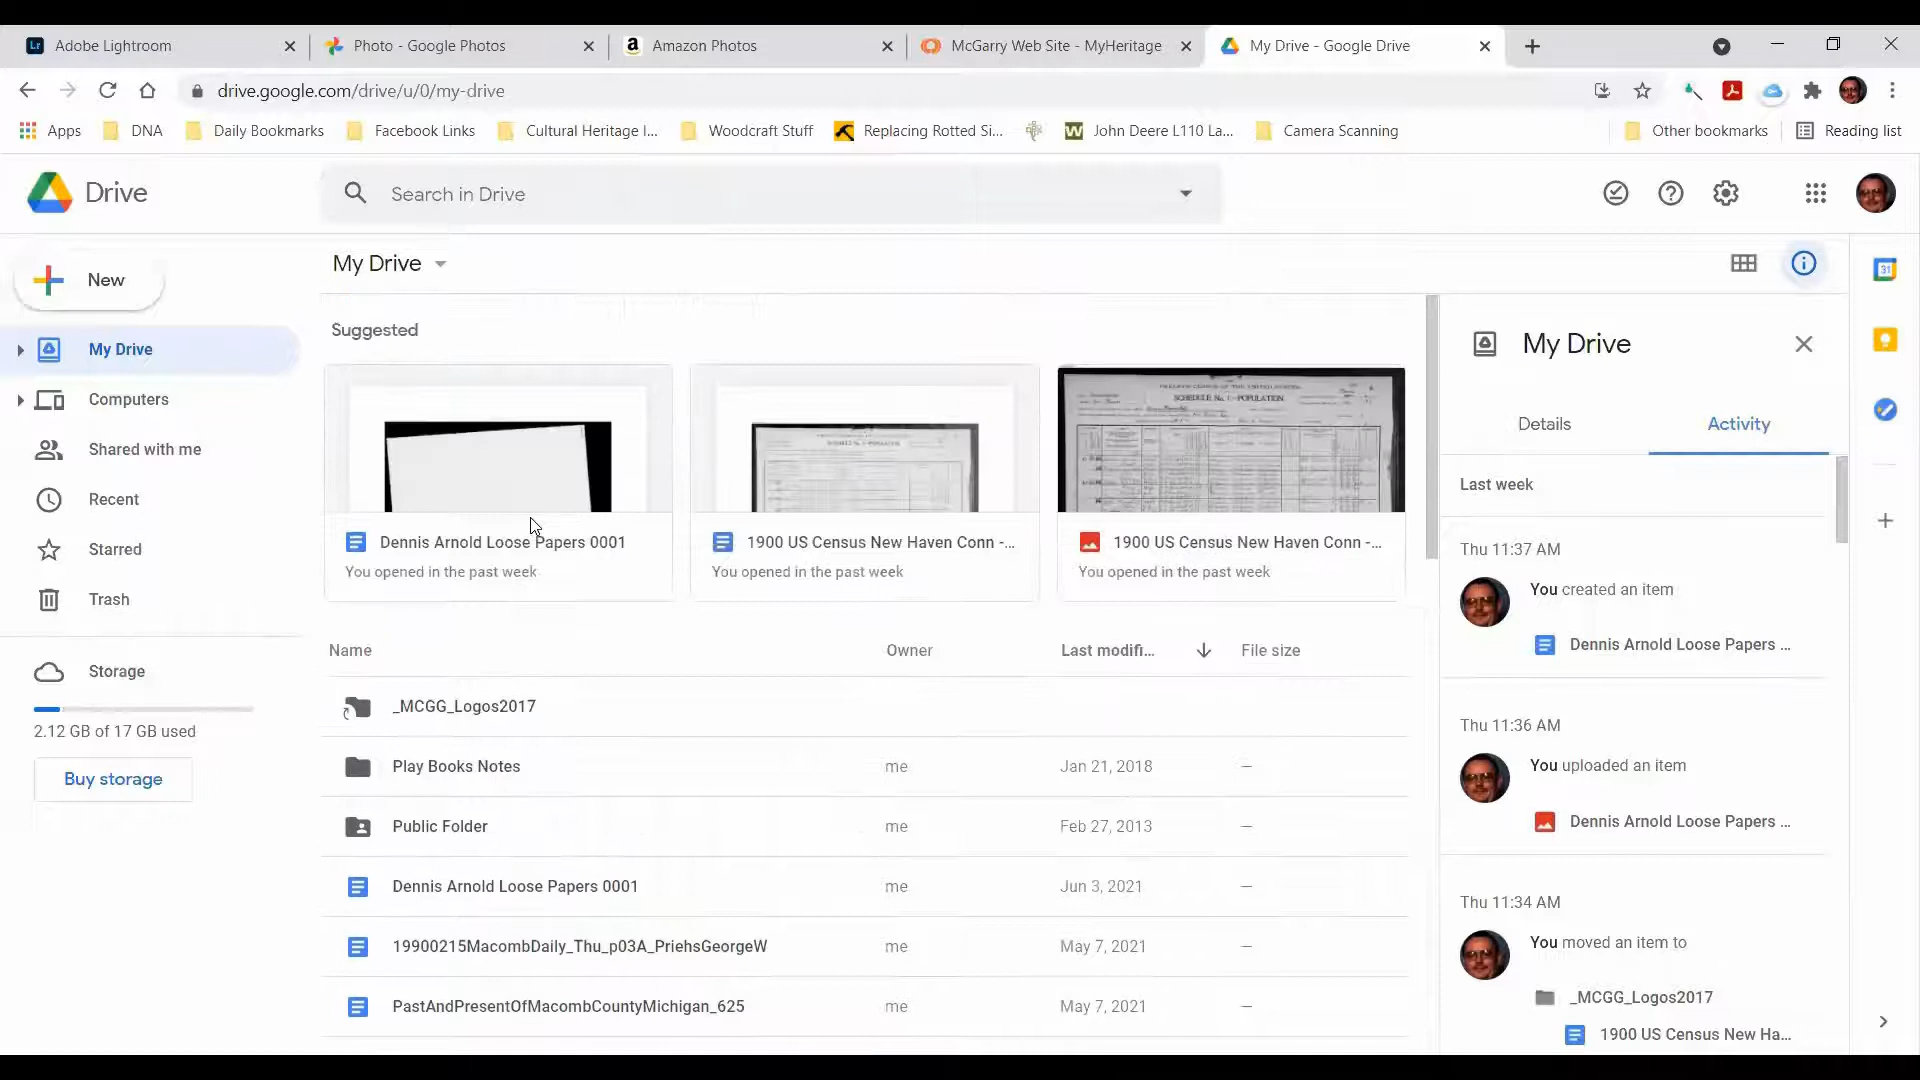 Lr Adobe Lightroom
Photo - Google Photos
a Amazon Photos
McGarry Web Site - MyHeritage
My Drive - Google Drive
drive.google.com/drive/u/0/my-drive
Apps
DNA
Daily Bookmarks
Facebook Links
Cultural Heritage I...
Woodcraft Stuff
Replacing Rotted Si...
W John Deere L110 La...
Camera Scanning
Other bookmarks
Reading list
Drive
Search in Drive
New
My Drive
Computers
Shared with me
Recent
Starred
Trash
Storage
2.12 GB of 17 GB used
Buy storage
My Drive
Suggested
SCHEDULE No. 1.-POPULATION
Dennis Arnold Loose Papers 0001
You opened in the past week
1900 US Census New Haven Conn -...
You opened in the past week
1900 US Census New Haven Conn -...
You opened in the past week
Name Owner Last modifi... File size
_MCGG_Logos2017
Play Books Notes me Jan 21, 2018 —
Public Folder me Feb 27, 2013 —
Dennis Arnold Loose Papers 0001 me Jun 3, 2021 —
19900215MacombDaily_Thu_p03A_PriehsGeorgeW me May 7, 2021 —
PastAndPresentOfMacombCountyMichigan_625 me May 7, 2021 —
My Drive
Details Activity
Last week
Thu 11:37 AM
You created an item
Dennis Arnold Loose Papers ...
Thu 11:36 AM
You uploaded an item
Dennis Arnold Loose Papers ...
Thu 11:34 AM
You moved an item to
_MCGG_Logos2017
1900 US Census New Ha...
31